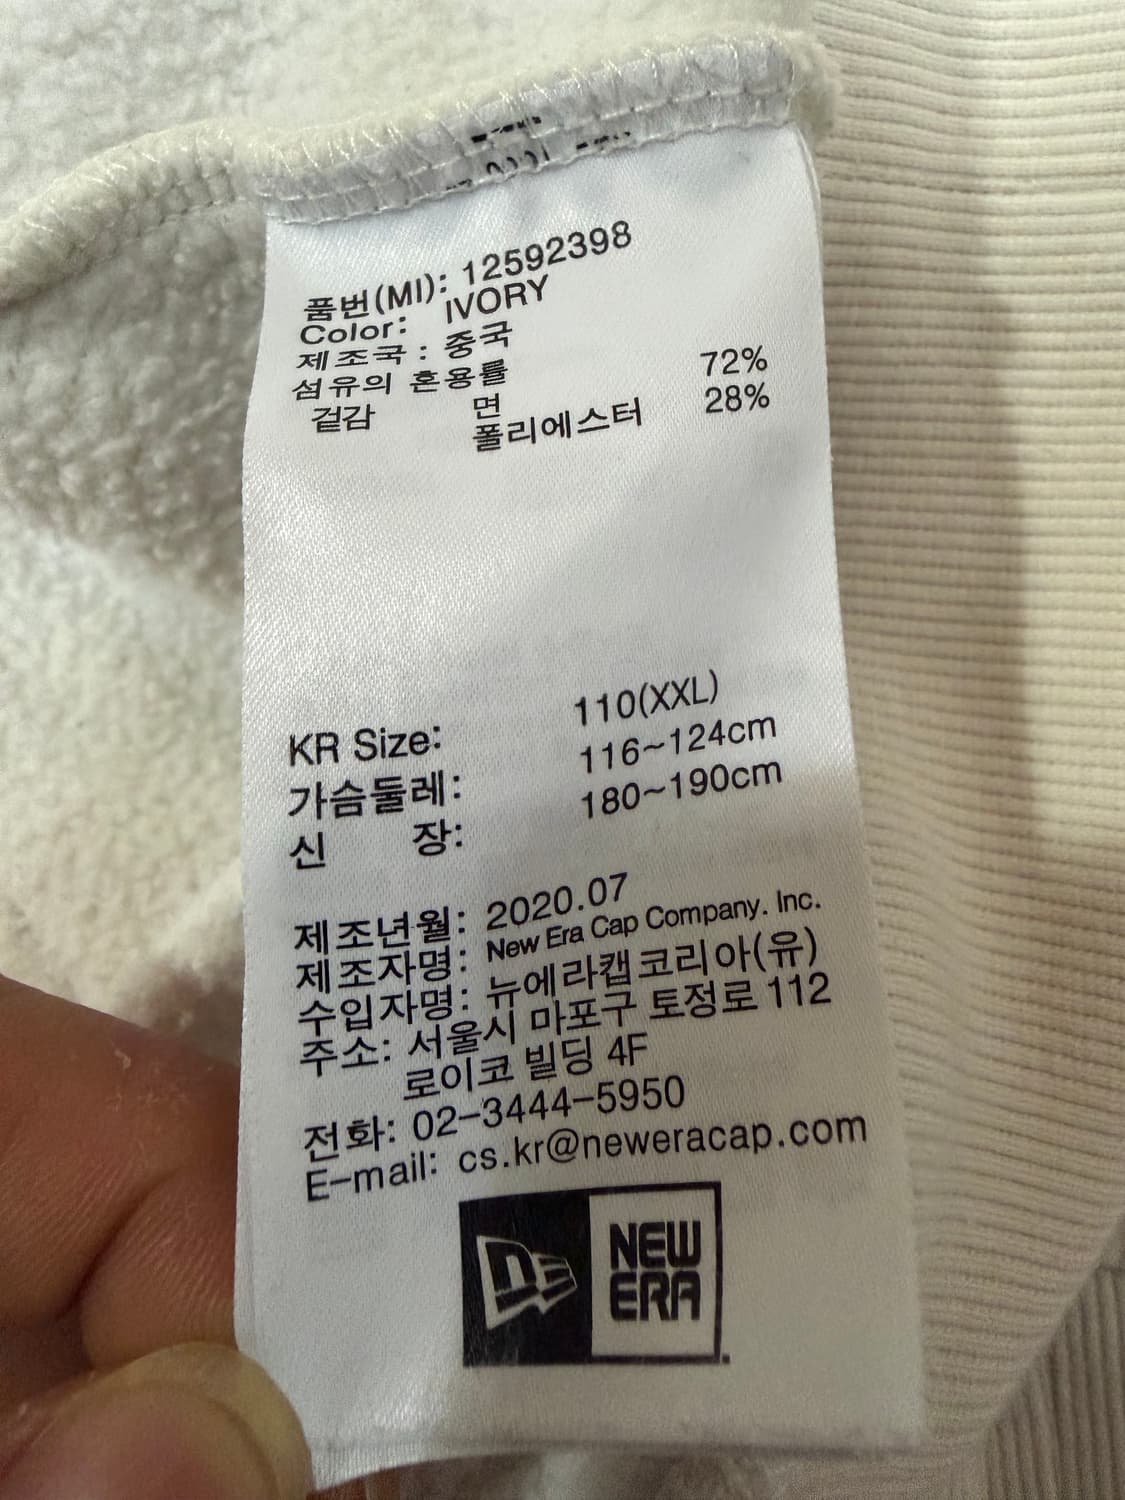 품번(MI): 12592398
Color: IVORY
제조국 : 중국
섬유의 혼용률
겉감 면 72%
폴리에스터 28%
KR Size: 110(XXL)
가슴둘레: 116~124cm
신 장: 180~190cm
제조년월: 2020.07
제조자명: New Era Cap Company. Inc.
수입자명: 뉴에라캡코리아(유)
주소: 서울시 마포구 토정로 112
로이코 빌딩 4F
전화: 02-3444-5950
E-mail: cs.kr@neweracap.com
NEW
ERA